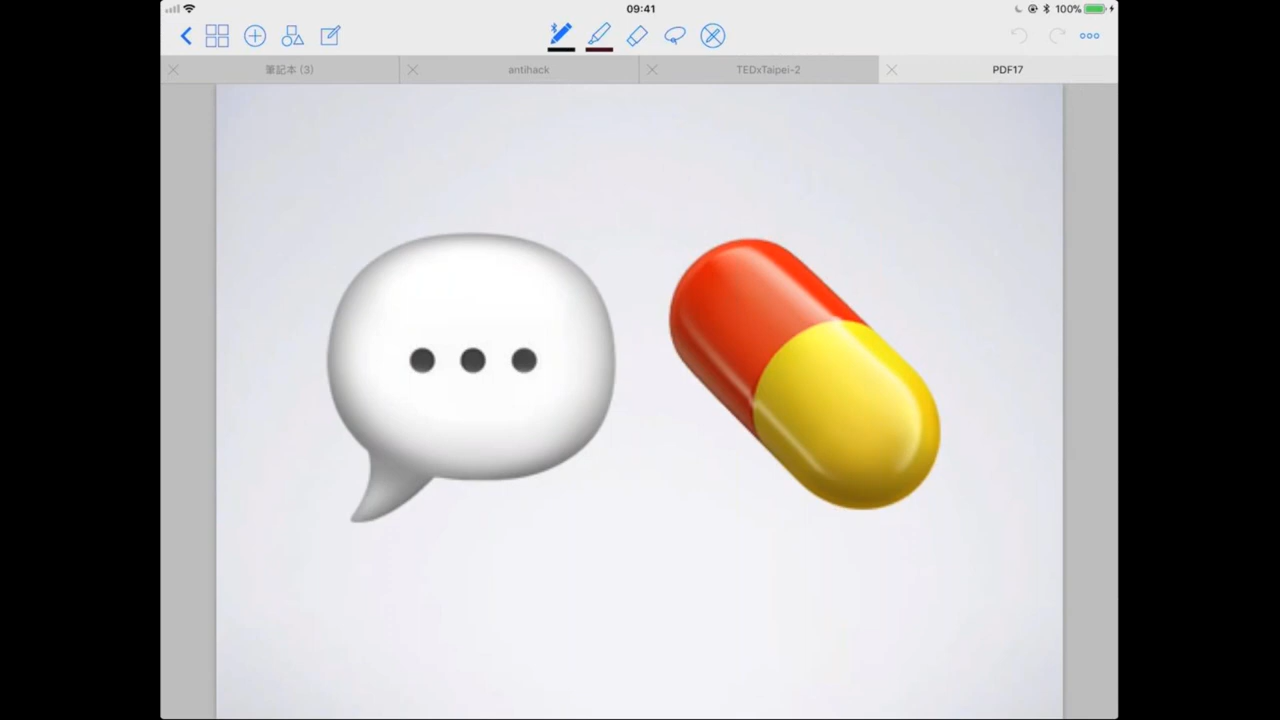 09:41
100%
筆記本 (3)
antihack
TEDxTaipei-2
PDF17